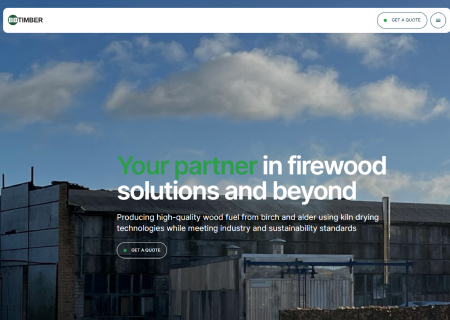 BBTIMBER
GET A QUOTE
Your partner in firewood
solutions and beyond
Producing high-quality wood fuel from birch and alder using kiln drying
technologies while meeting industry and sustainability standards
GET A QUOTE